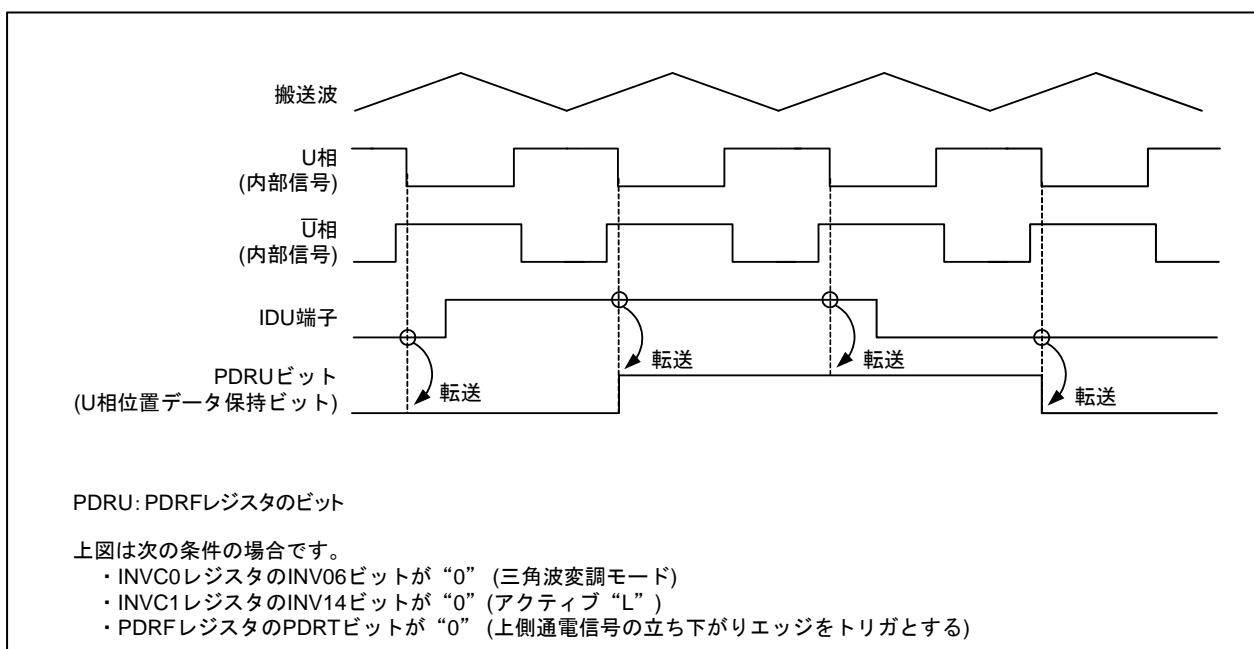 搬送波
U相
(内部信号)
U̅相
(内部信号)
IDU端子
転送
転送
転送
転送
PDRUビット
(U相位置データ保持ビット)
PDRU: PDRFレジスタのビット
上図は次の条件の場合です。
・INVC0レジスタのINV06ビットが“0” (三角波変調モード)
・INVC1レジスタのINV14ビットが“0” (アクティブ“L”)
・PDRFレジスタのPDRTビットが“0” (上側通電信号の立ち下がりエッジをトリガとする)